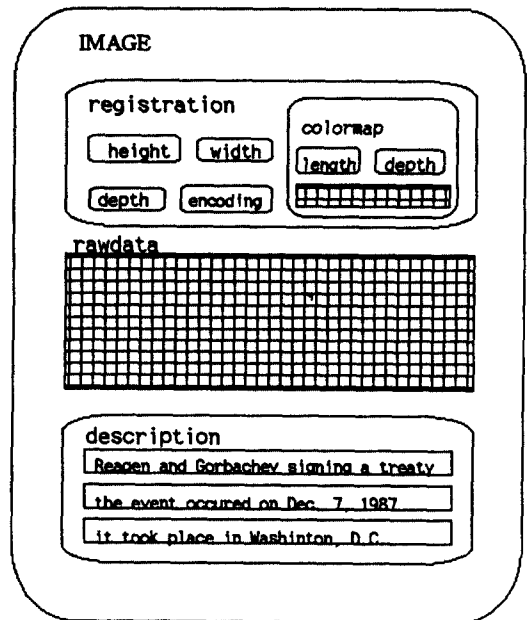 IMAGE
registration
colormap
height width
length depth
depth encoding
rawdata
description
Reagen and Gorbachev signing a treaty
the event occured on Dec. 7, 1987
it took place in Washinton, D.C.